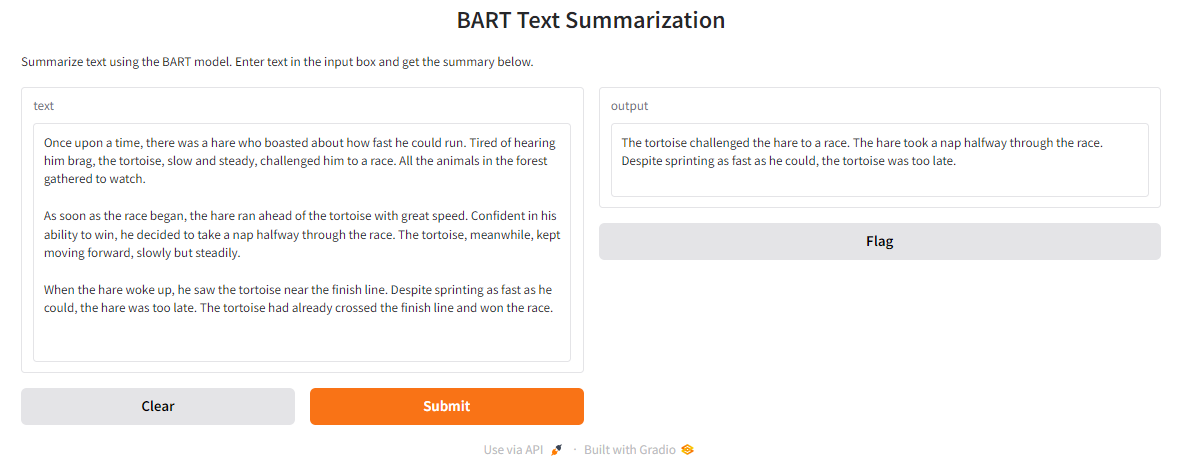 BART Text Summarization
Summarize text using the BART model. Enter text in the input box and get the summary below.
text
Once upon a time, there was a hare who boasted about how fast he could run. Tired of hearing
him brag, the tortoise, slow and steady, challenged him to a race. All the animals in the forest
gathered to watch.
As soon as the race began, the hare ran ahead of the tortoise with great speed. Confident in his
ability to win, he decided to take a nap halfway through the race. The tortoise, meanwhile, kept
moving forward, slowly but steadily.
When the hare woke up, he saw the tortoise near the finish line. Despite sprinting as fast as he
could, the hare was too late. The tortoise had already crossed the finish line and won the race.
Clear
Submit
output
The tortoise challenged the hare to a race. The hare took a nap halfway through the race.
Despite sprinting as fast as he could, the tortoise was too late.
Flag
Use via API · Built with Gradio